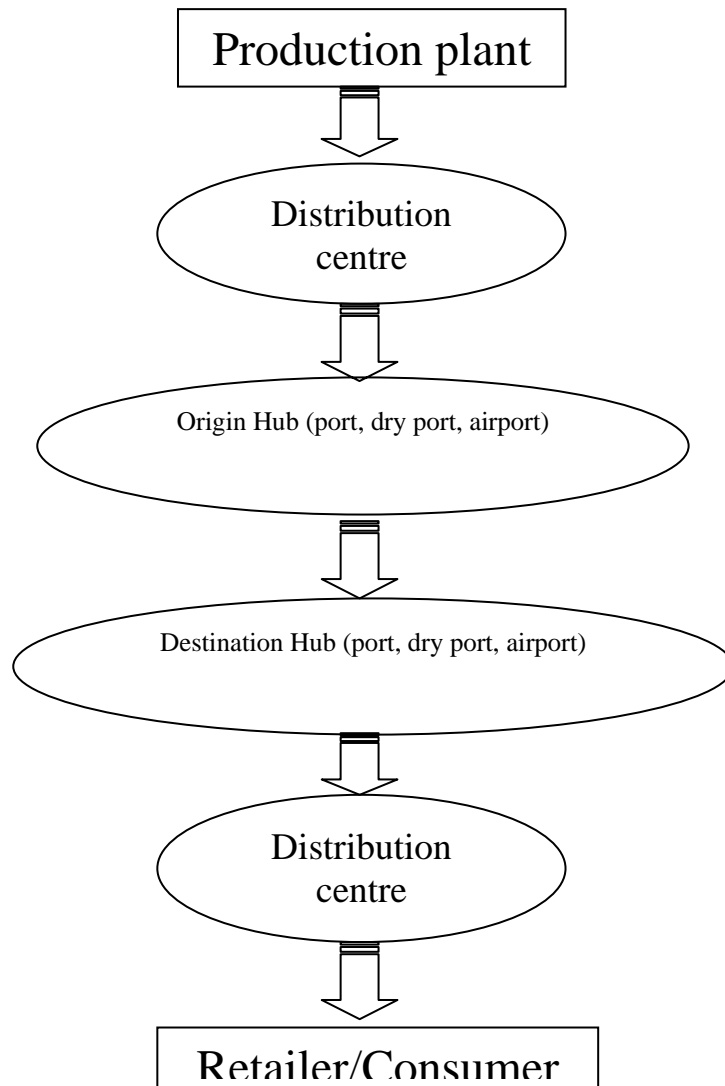 Production plant
Distribution
centre
Origin Hub (port, dry port, airport)
Destination Hub (port, dry port, airport)
Distribution
centre
Retailer/Consumer